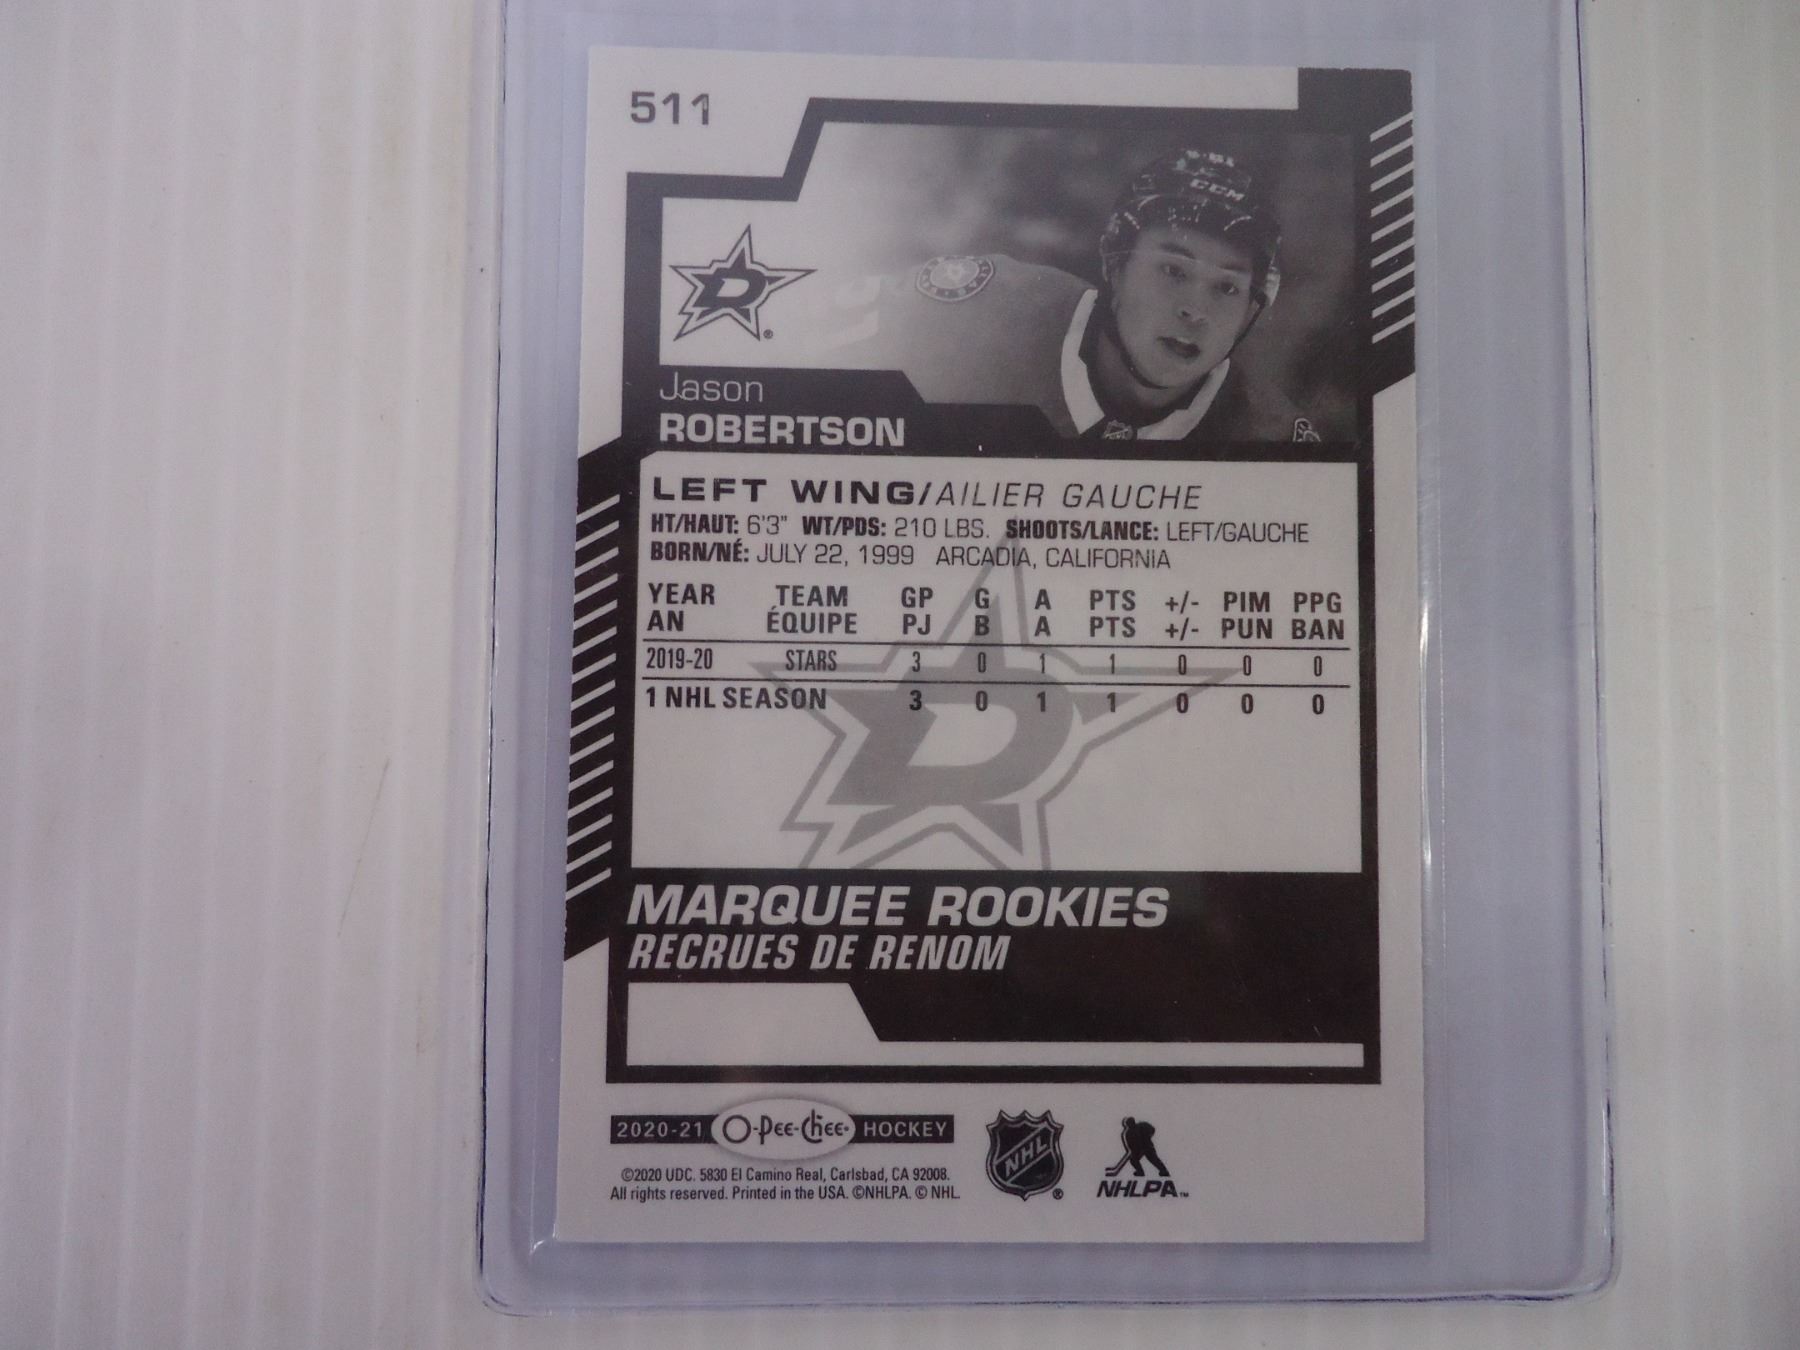 511
CCM
D
Jason
ROBERTSON
LEFT WING/AILIER GAUCHE
HT/HAUT: 6'3" WT/PDS: 210 LBS. SHOOTS/LANCE: LEFT/GAUCHE
BORN/NÉ: JULY 22, 1999 ARCADIA, CALIFORNIA
YEAR TEAM GP G A PTS +/- PIM PPG
AN ÉQUIPE PJ B A PTS +/- PUN BAN
2019-20 STARS 3 0 1 1 0 0 0
1 NHL SEASON 3 0 1 1 0 0 0
D
MARQUEE ROOKIES
RECRUES DE RENOM
2020-21 O-Pee-Chee HOCKEY
©2020 UDC. 5830 El Camino Real, Carlsbad, CA 92008.
All rights reserved. Printed in the USA. ©NHLPA. © NHL.
NHL ®
NHLPA™